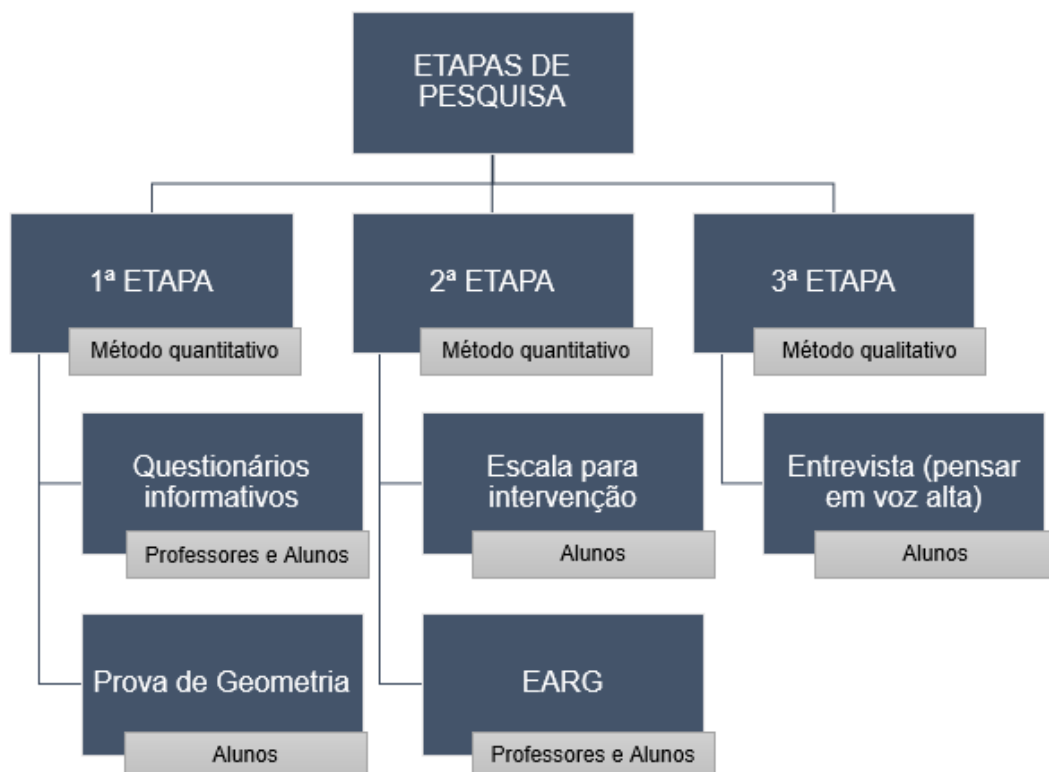 ETAPAS DE
PESQUISA
1ª ETAPA
Método quantitativo
2ª ETAPA
Método quantitativo
3ª ETAPA
Método qualitativo
Questionários
informativos
Professores e Alunos
Escala para
intervenção
Alunos
Entrevista (pensar
em voz alta)
Alunos
Prova de Geometria
Alunos
EARG
Professores e Alunos